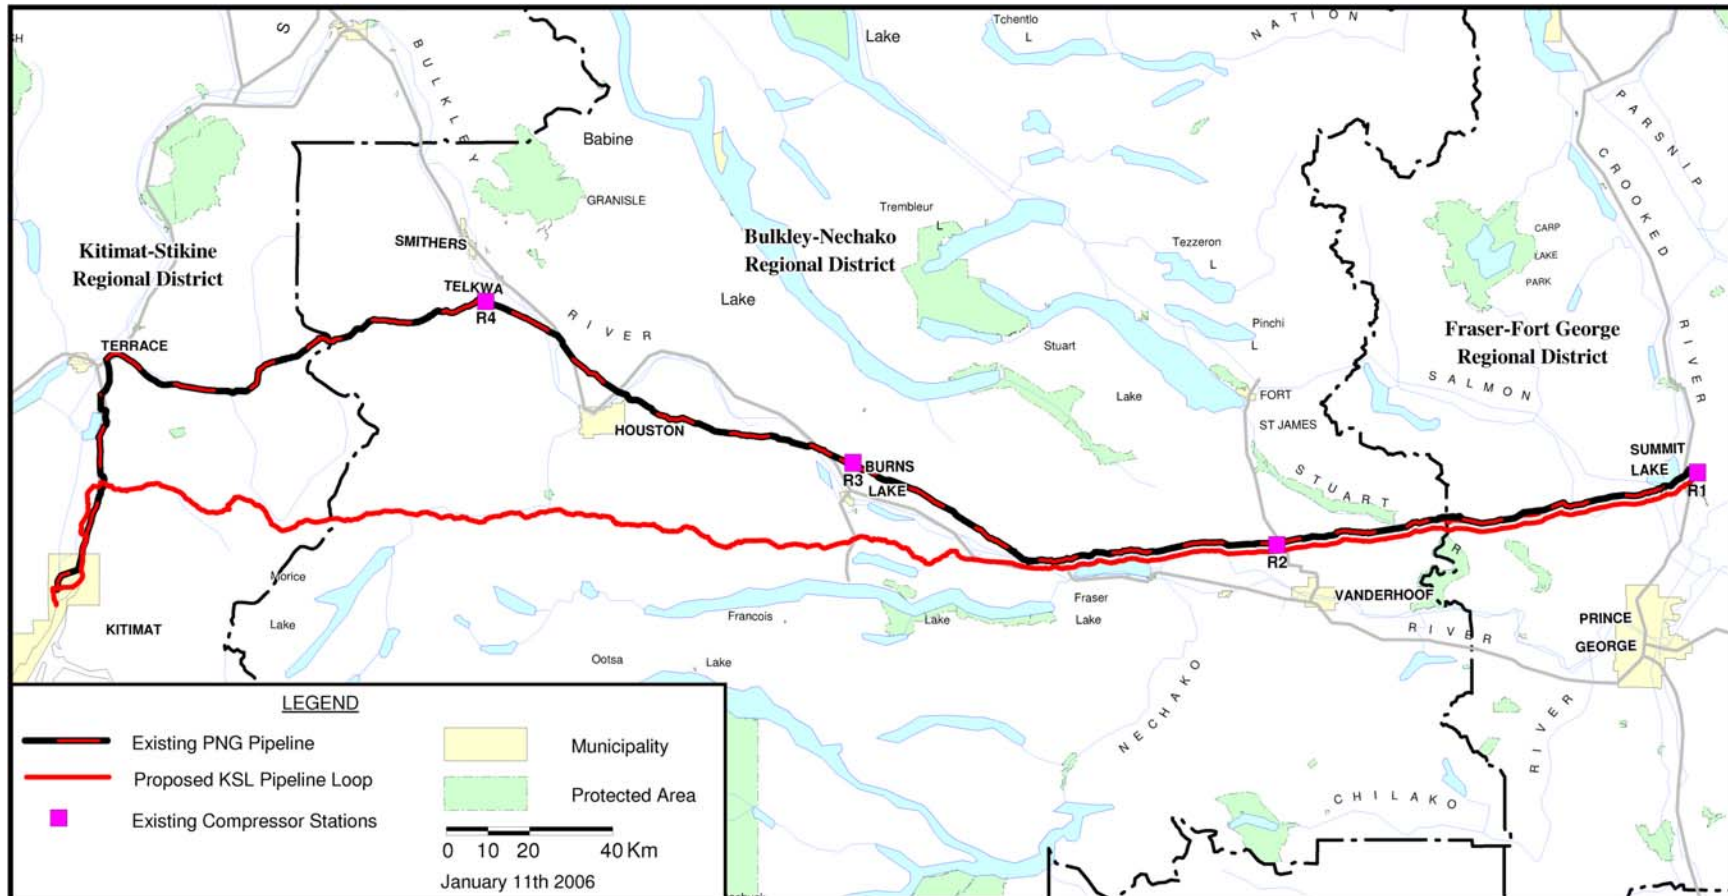 Tchentlo
L
NATION
Lake
S
BULKLEY
PARSNIP
CROOKED
RIVER
Babine
GRANISLE
Trembleur
L
SMITHERS
Kitimat-Stikine
Regional District
Bulkley-Nechako
Regional District
Tezzeron
L
CARP
LAKE
PARK
TELKWA
R4
Lake
RIVER
Pinchi
L
Fraser-Fort George
Regional District
TERRACE
Stuart
Lake
SALMON
FORT
ST JAMES
HOUSTON
BURNS
LAKE
R3
STUART
R
SUMMIT
LAKE
R1
R2
Morice
Lake
KITIMAT
Francois
Lake
Fraser
Lake
VANDERHOOF
RIVER
PRINCE
GEORGE
Ootsa
Lake
NECHAKO
RIVER
CHILAKO
LEGEND
Existing PNG Pipeline
Proposed KSL Pipeline Loop
Existing Compressor Stations
Municipality
Protected Area
0 10 20 40 Km
January 11th 2006